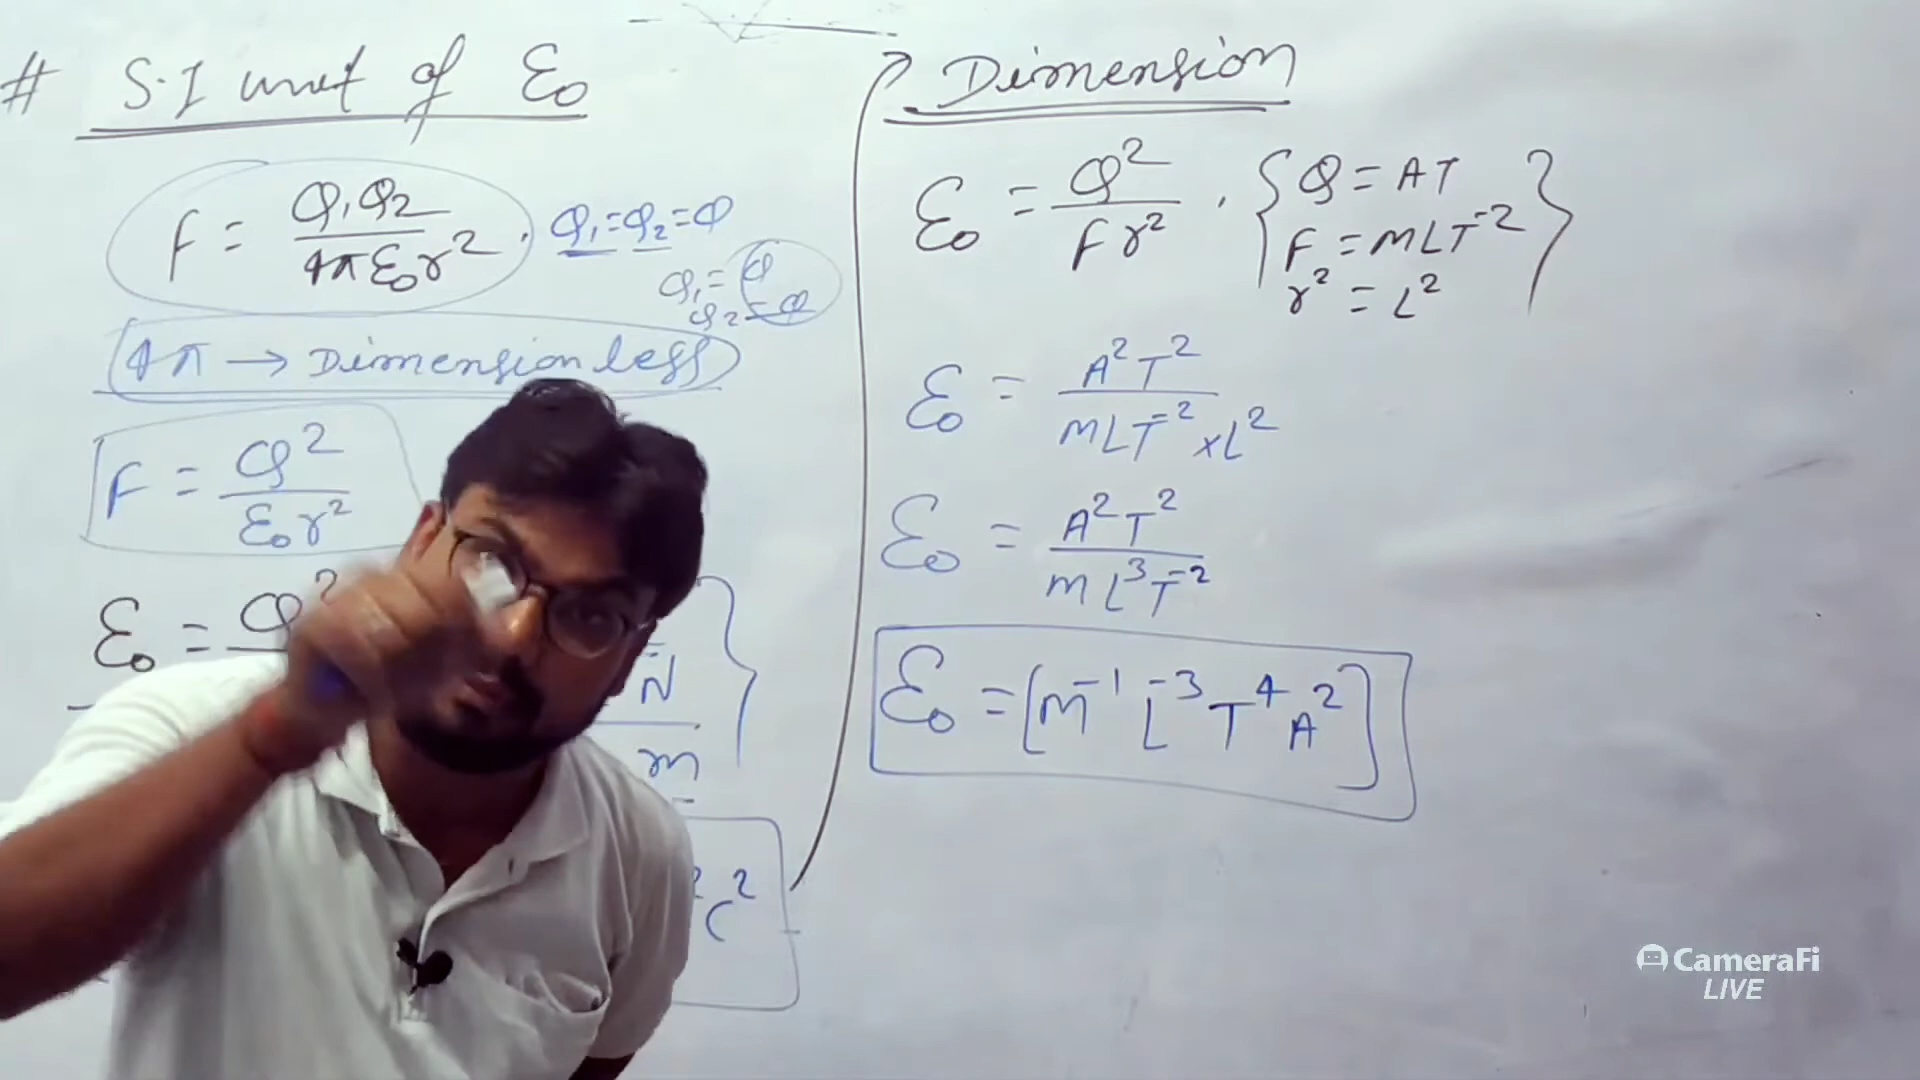 # S.I unit of ε₀
F = Q₁Q₂ / 4πε₀r² . Q₁=Q₂=Q
Q₁ = Q
Q₂ = Q
4π → Dimensionless
F = Q² / ε₀r²
ε₀ = Q²
N
m
²C²
Dimension
ε₀ = Q² / Fr² . { Q = AT
F = MLT⁻²
r² = L² }
ε₀ = A²T² / MLT⁻² × L²
ε₀ = A²T² / ML³T⁻²
ε₀ = [M⁻¹ L⁻³ T⁴ A²]
CameraFi
LIVE